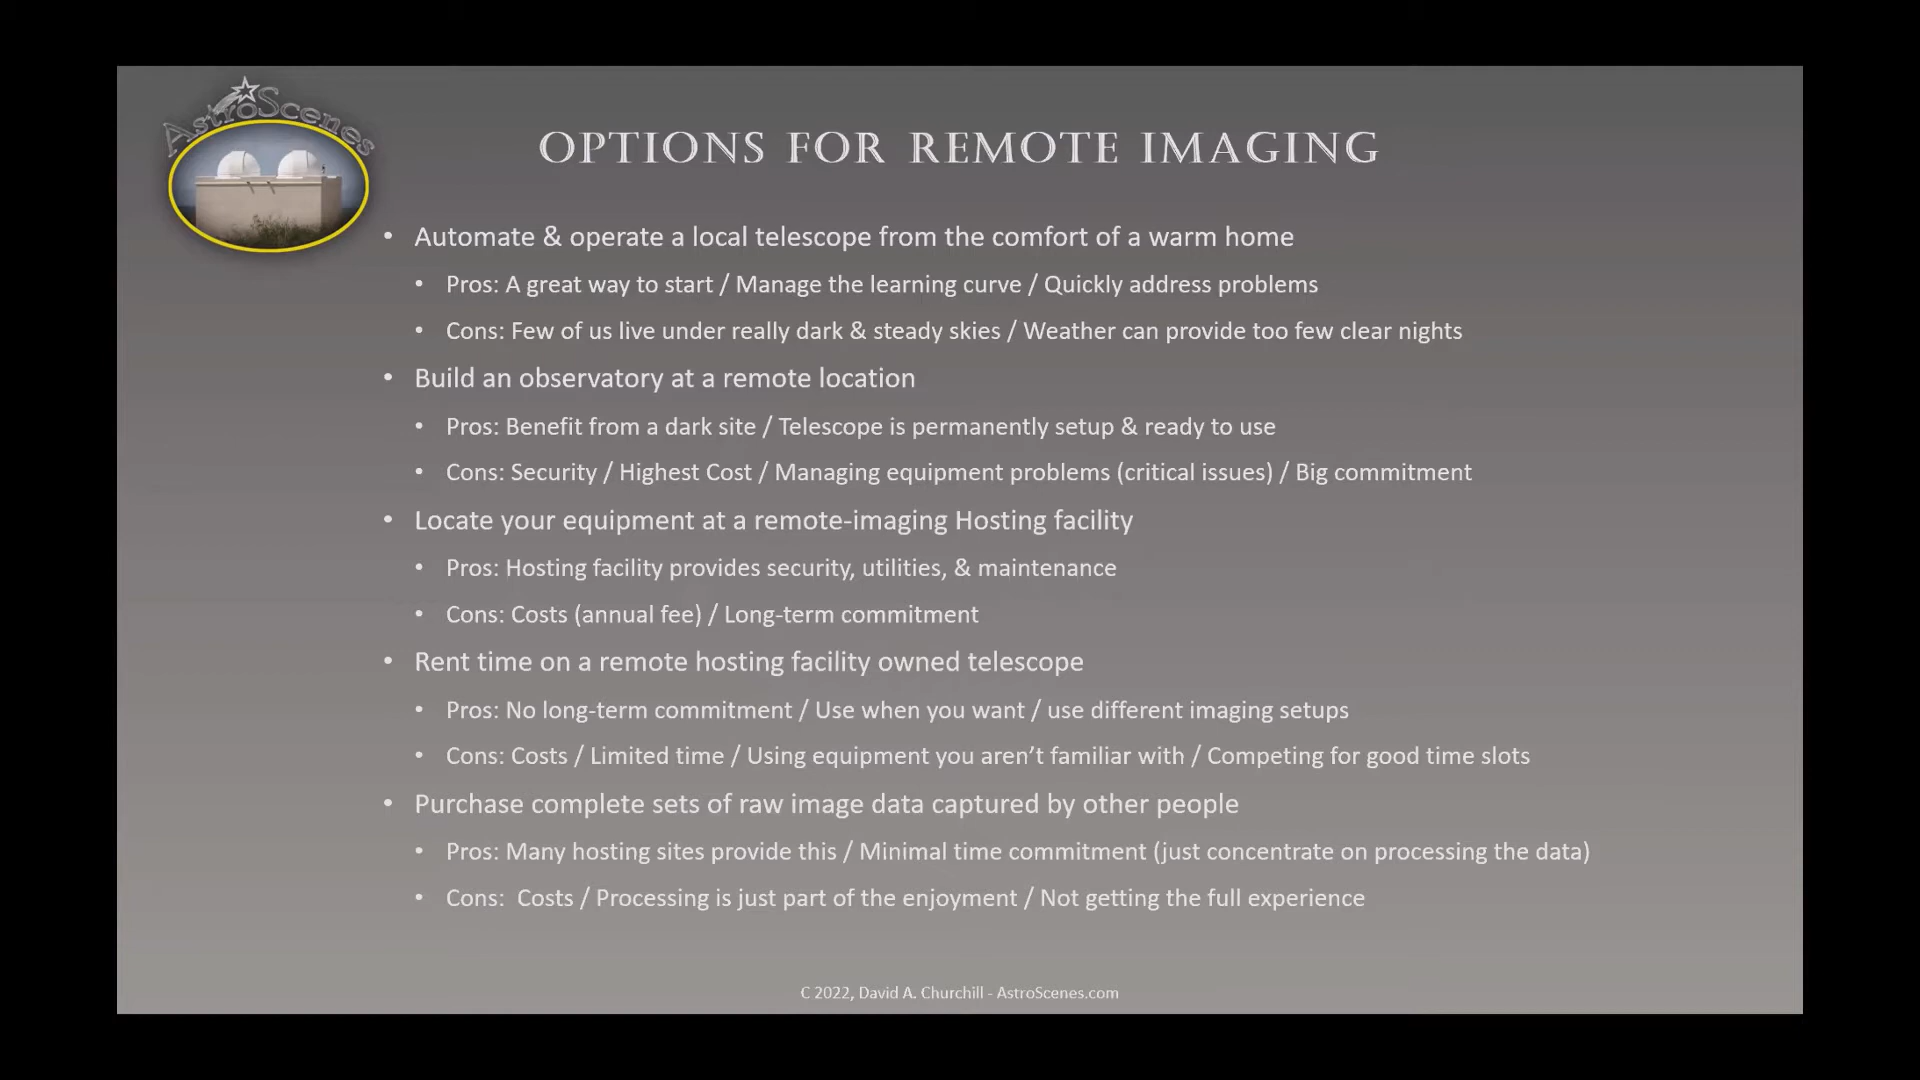 AstroScenes
OPTIONS FOR REMOTE IMAGING
• Automate & operate a local telescope from the comfort of a warm home
• Pros: A great way to start / Manage the learning curve / Quickly address problems
• Cons: Few of us live under really dark & steady skies / Weather can provide too few clear nights
• Build an observatory at a remote location
• Pros: Benefit from a dark site / Telescope is permanently setup & ready to use
• Cons: Security / Highest Cost / Managing equipment problems (critical issues) / Big commitment
• Locate your equipment at a remote-imaging Hosting facility
• Pros: Hosting facility provides security, utilities, & maintenance
• Cons: Costs (annual fee) / Long-term commitment
• Rent time on a remote hosting facility owned telescope
• Pros: No long-term commitment / Use when you want / use different imaging setups
• Cons: Costs / Limited time / Using equipment you aren’t familiar with / Competing for good time slots
• Purchase complete sets of raw image data captured by other people
• Pros: Many hosting sites provide this / Minimal time commitment (just concentrate on processing the data)
• Cons:  Costs / Processing is just part of the enjoyment / Not getting the full experience
C 2022, David A. Churchill - AstroScenes.com